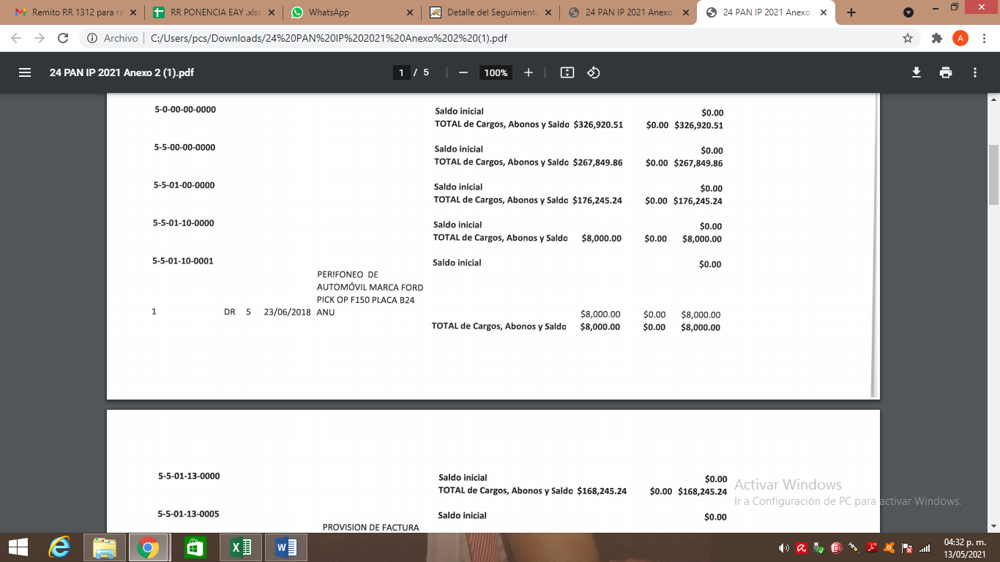 Remito RR 1312 para re
RR PONENCIA EAY .xlsx
WhatsApp
Detalle del Seguimiento
24 PAN IP 2021 Anexo
24 PAN IP 2021 Anexo
Archivo C:/Users/pcs/Downloads/24%20PAN%20IP%202021%20Anexo%202%20(1).pdf
A
24 PAN IP 2021 Anexo 2 (1).pdf
1 / 5
100%
5-0-00-00-0000 Saldo inicial $0.00
TOTAL de Cargos, Abonos y Saldo $326,920.51 $0.00 $326,920.51
5-5-00-00-0000 Saldo inicial $0.00
TOTAL de Cargos, Abonos y Saldo $267,849.86 $0.00 $267,849.86
5-5-01-00-0000 Saldo inicial $0.00
TOTAL de Cargos, Abonos y Saldo $176,245.24 $0.00 $176,245.24
5-5-01-10-0000 Saldo inicial $0.00
TOTAL de Cargos, Abonos y Saldo $8,000.00 $0.00 $8,000.00
5-5-01-10-0001 Saldo inicial $0.00
PERIFONEO DE
AUTOMÓVIL MARCA FORD
PICK OP F150 PLACA B24
1 DR 5 23/06/2018 ANU $8,000.00 $0.00 $8,000.00
TOTAL de Cargos, Abonos y Saldo $8,000.00 $0.00 $8,000.00
5-5-01-13-0000 Saldo inicial $0.00
TOTAL de Cargos, Abonos y Saldo $168,245.24 $0.00 $168,245.24
5-5-01-13-0005 Saldo inicial $0.00
PROVISION DE FACTURA
Activar Windows
Ir a Configuración de PC para activar Windows.
04:32 p. m.
13/05/2021